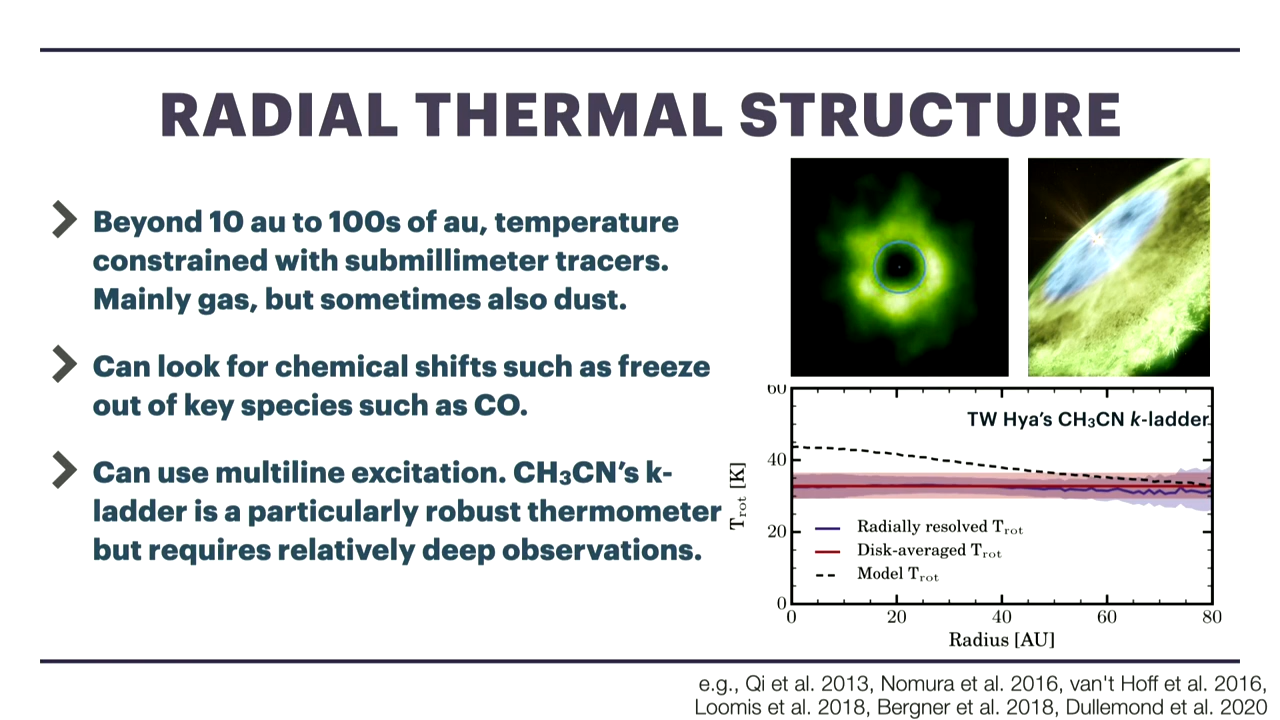 RADIAL THERMAL STRUCTURE
Beyond 10 au to 100s of au, temperature
constrained with submillimeter tracers.
Mainly gas, but sometimes also dust.
Can look for chemical shifts such as freeze
out of key species such as CO.
Can use multiline excitation. CH₃CN's k-
ladder is a particularly robust thermometer
but requires relatively deep observations.
60
TW Hya's CH₃CN k-ladder
40
20
0
T_rot [K]
Radially resolved T_rot
Disk-averaged T_rot
Model T_rot
0 20 40 60 80
Radius [AU]
e.g., Qi et al. 2013, Nomura et al. 2016, van't Hoff et al. 2016,
Loomis et al. 2018, Bergner et al. 2018, Dullemond et al. 2020